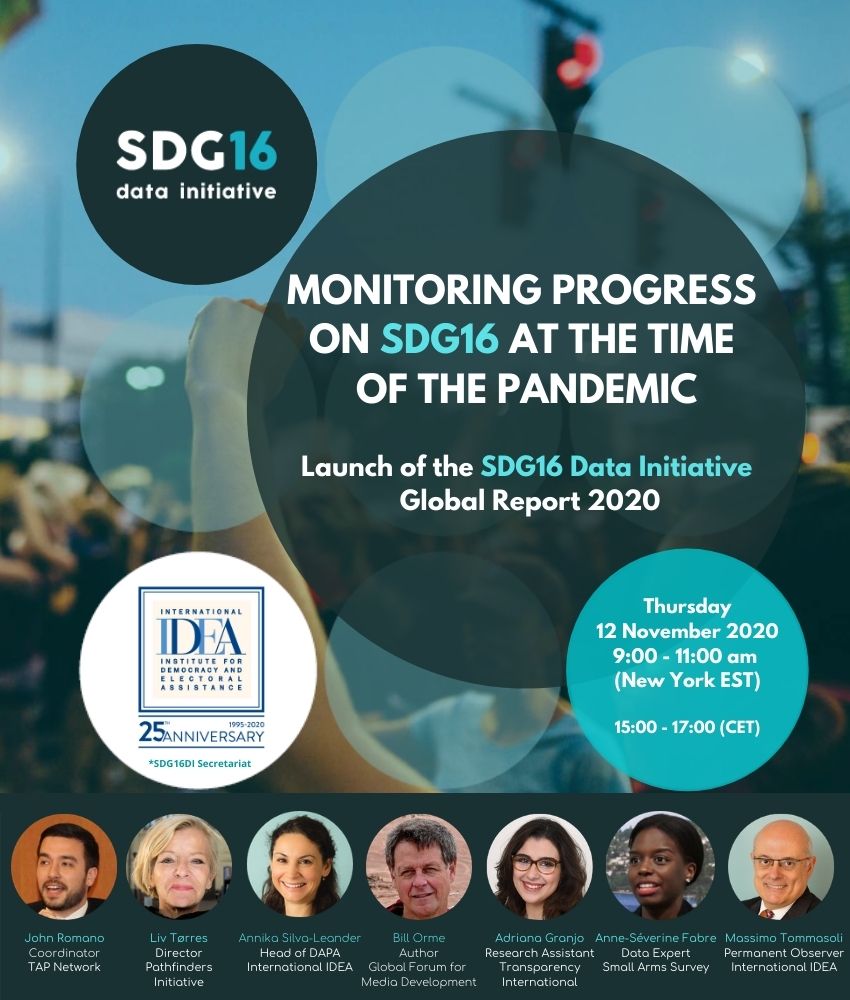 SDG16
data initiative
MONITORING PROGRESS
ON SDG16 AT THE TIME
OF THE PANDEMIC
Launch of the SDG16 Data Initiative
Global Report 2020
INTERNATIONAL
IDEA
INSTITUTE FOR
DEMOCRACY AND
ELECTORAL
ASSISTANCE
25TH ANNIVERSARY
1995-2020
*SDG16DI Secretariat
Thursday
12 November 2020
9:00 - 11:00 am
(New York EST)
15:00 - 17:00 (CET)
John Romano
Coordinator
TAP Network
Liv Tørres
Director
Pathfinders
Initiative
Annika Silva-Leander
Head of DAPA
International IDEA
Bill Orme
Author
Global Forum for
Media Development
Adriana Granjo
Research Assistant
Transparency
International
Anne-Séverine Fabre
Data Expert
Small Arms Survey
Massimo Tommasoli
Permanent Observer
International IDEA